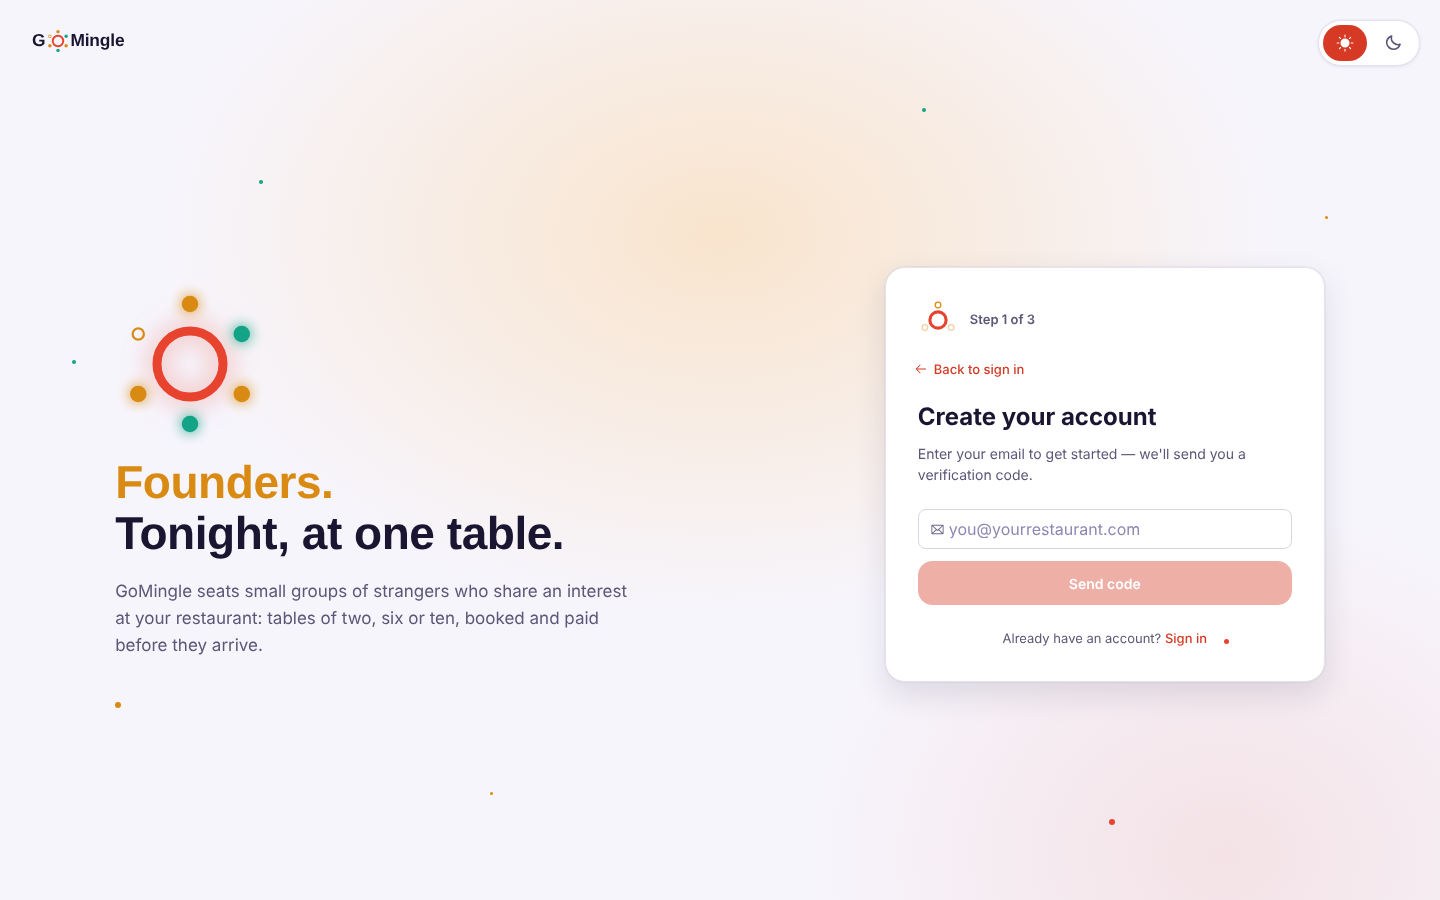 GoMingle
Step 1 of 3
Back to sign in
Create your account
Enter your email to get started — we'll send you a
verification code.
you@yourrestaurant.com
Send code
Already have an account? Sign in
Founders.
Tonight, at one table.
GoMingle seats small groups of strangers who share an interest
at your restaurant: tables of two, six or ten, booked and paid
before they arrive.